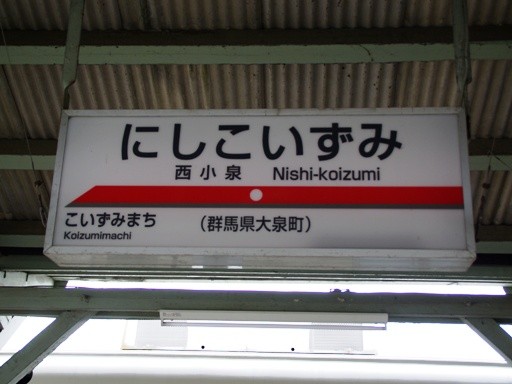 にしこいずみ
西小泉 Nishi-koizumi
こいずみまち (群馬県大泉町)
Koizumimachi